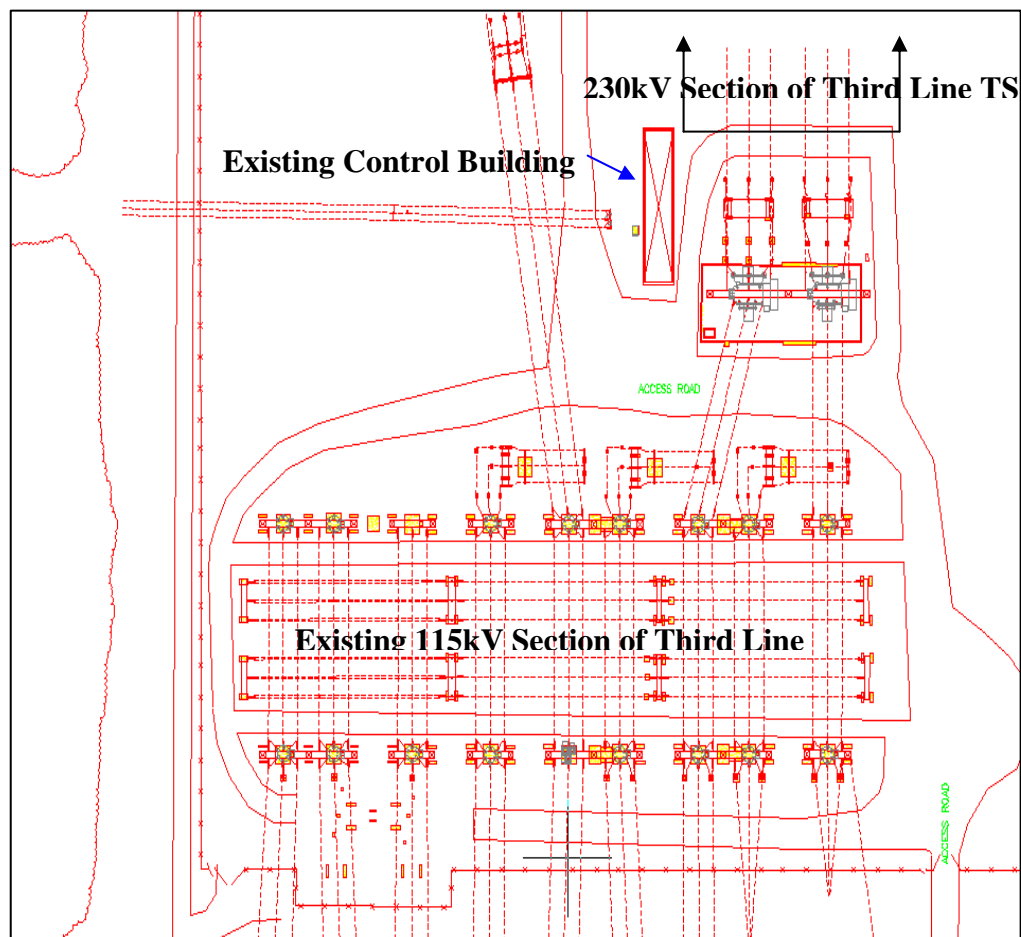 230kV Section of Third Line TS
Existing Control Building
ACCESS ROAD
Existing 115kV Section of Third Line
ACCESS ROAD